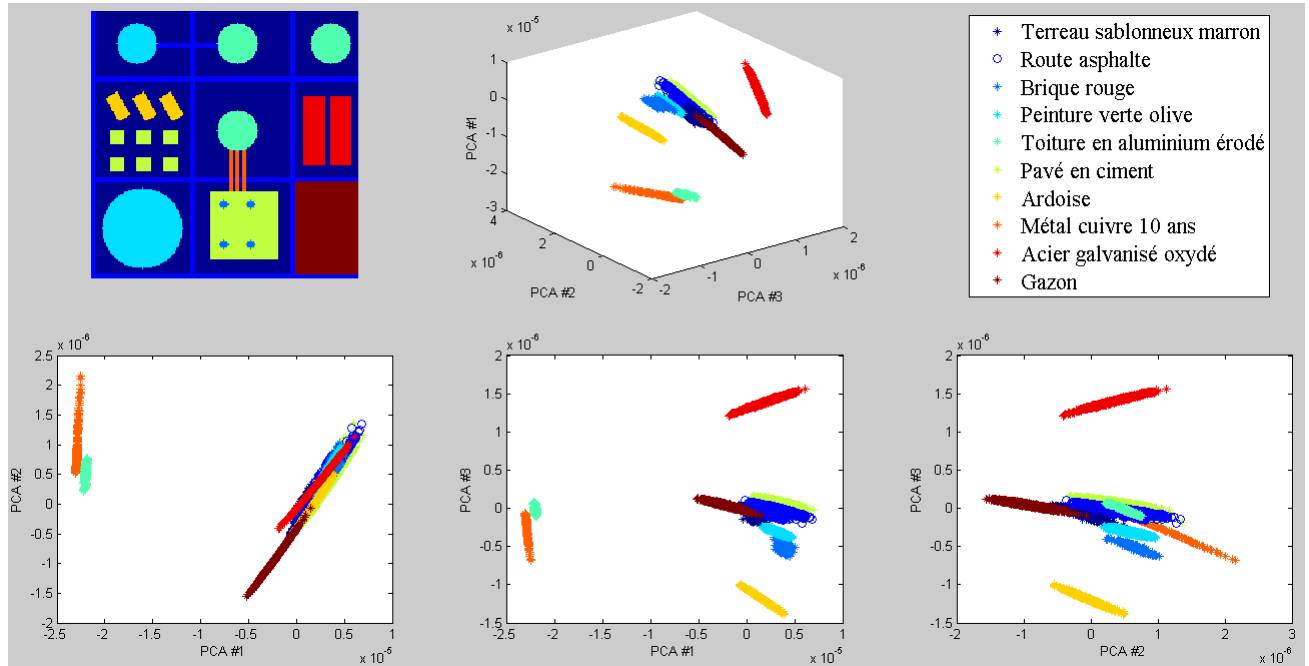 x 10^-5
1
0
-1
-2
-3
PCA #1
4
2
0
-2
x 10^-6
PCA #2
-2
-1
0
1
2
x 10^-6
PCA #3
Terreau sablonneux marron
Route asphalte
Brique rouge
Peinture verte olive
Toiture en aluminium érodé
Pavé en ciment
Ardoise
Métal cuivre 10 ans
Acier galvanisé oxydé
Gazon
x 10^-6
2.5
2
1.5
1
0.5
0
-0.5
-1
-1.5
-2
PCA #2
-2.5 -2 -1.5 -1 -0.5 0 0.5 1
PCA #1
x 10^-5
x 10^-6
2
1.5
1
0.5
0
-0.5
-1
-1.5
PCA #3
-2.5 -2 -1.5 -1 -0.5 0 0.5 1
PCA #1
x 10^-5
x 10^-6
2
1.5
1
0.5
0
-0.5
-1
-1.5
PCA #3
-2 -1 0 1 2 3
PCA #2
x 10^-6